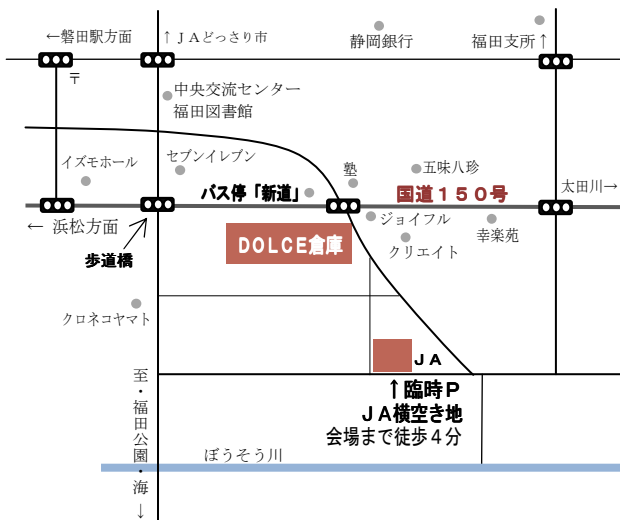 ←磐田駅方面
↑ＪＡどっさり市
静岡銀行
福田支所↑
〒
中央交流センター
福田図書館
イズモホール
セブンイレブン
塾
五味八珍
バス停「新道」
国道１５０号
太田川→
← 浜松方面
ジョイフル
幸楽苑
歩道橋
DOLCE倉庫
クリエイト
クロネコヤマト
ＪＡ
↑臨時Ｐ
ＪＡ横空き地
会場まで徒歩４分
至・福田公園・海→
ぼうそう川